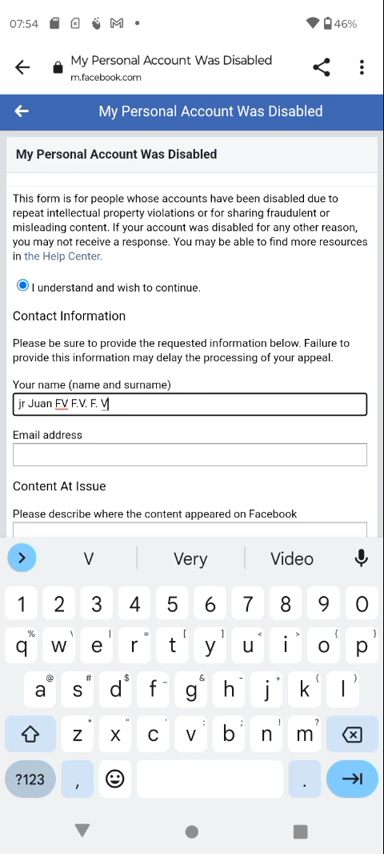 07:54 46%
My Personal Account Was Disabled
m.facebook.com
My Personal Account Was Disabled
My Personal Account Was Disabled
This form is for people whose accounts have been disabled due to
repeat intellectual property violations or for sharing fraudulent or
misleading content. If your account was disabled for any other reason,
you may not receive a response. You may be able to find more resources
in the Help Center.
I understand and wish to continue.
Contact Information
Please be sure to provide the requested information below. Failure to
provide this information may delay the processing of your appeal.
Your name (name and surname)
jr Juan FV F.V. F. V
Email address
Content At Issue
Please describe where the content appeared on Facebook
V Very Video
1 2 3 4 5 6 7 8 9 0
% \ | = [ ] < > { }
q w e r t y u i o p
@ # $ _ & - + ( )
a s d f g h j k l
* " ' : ; ! ?
z x c v b n m
?123 , .